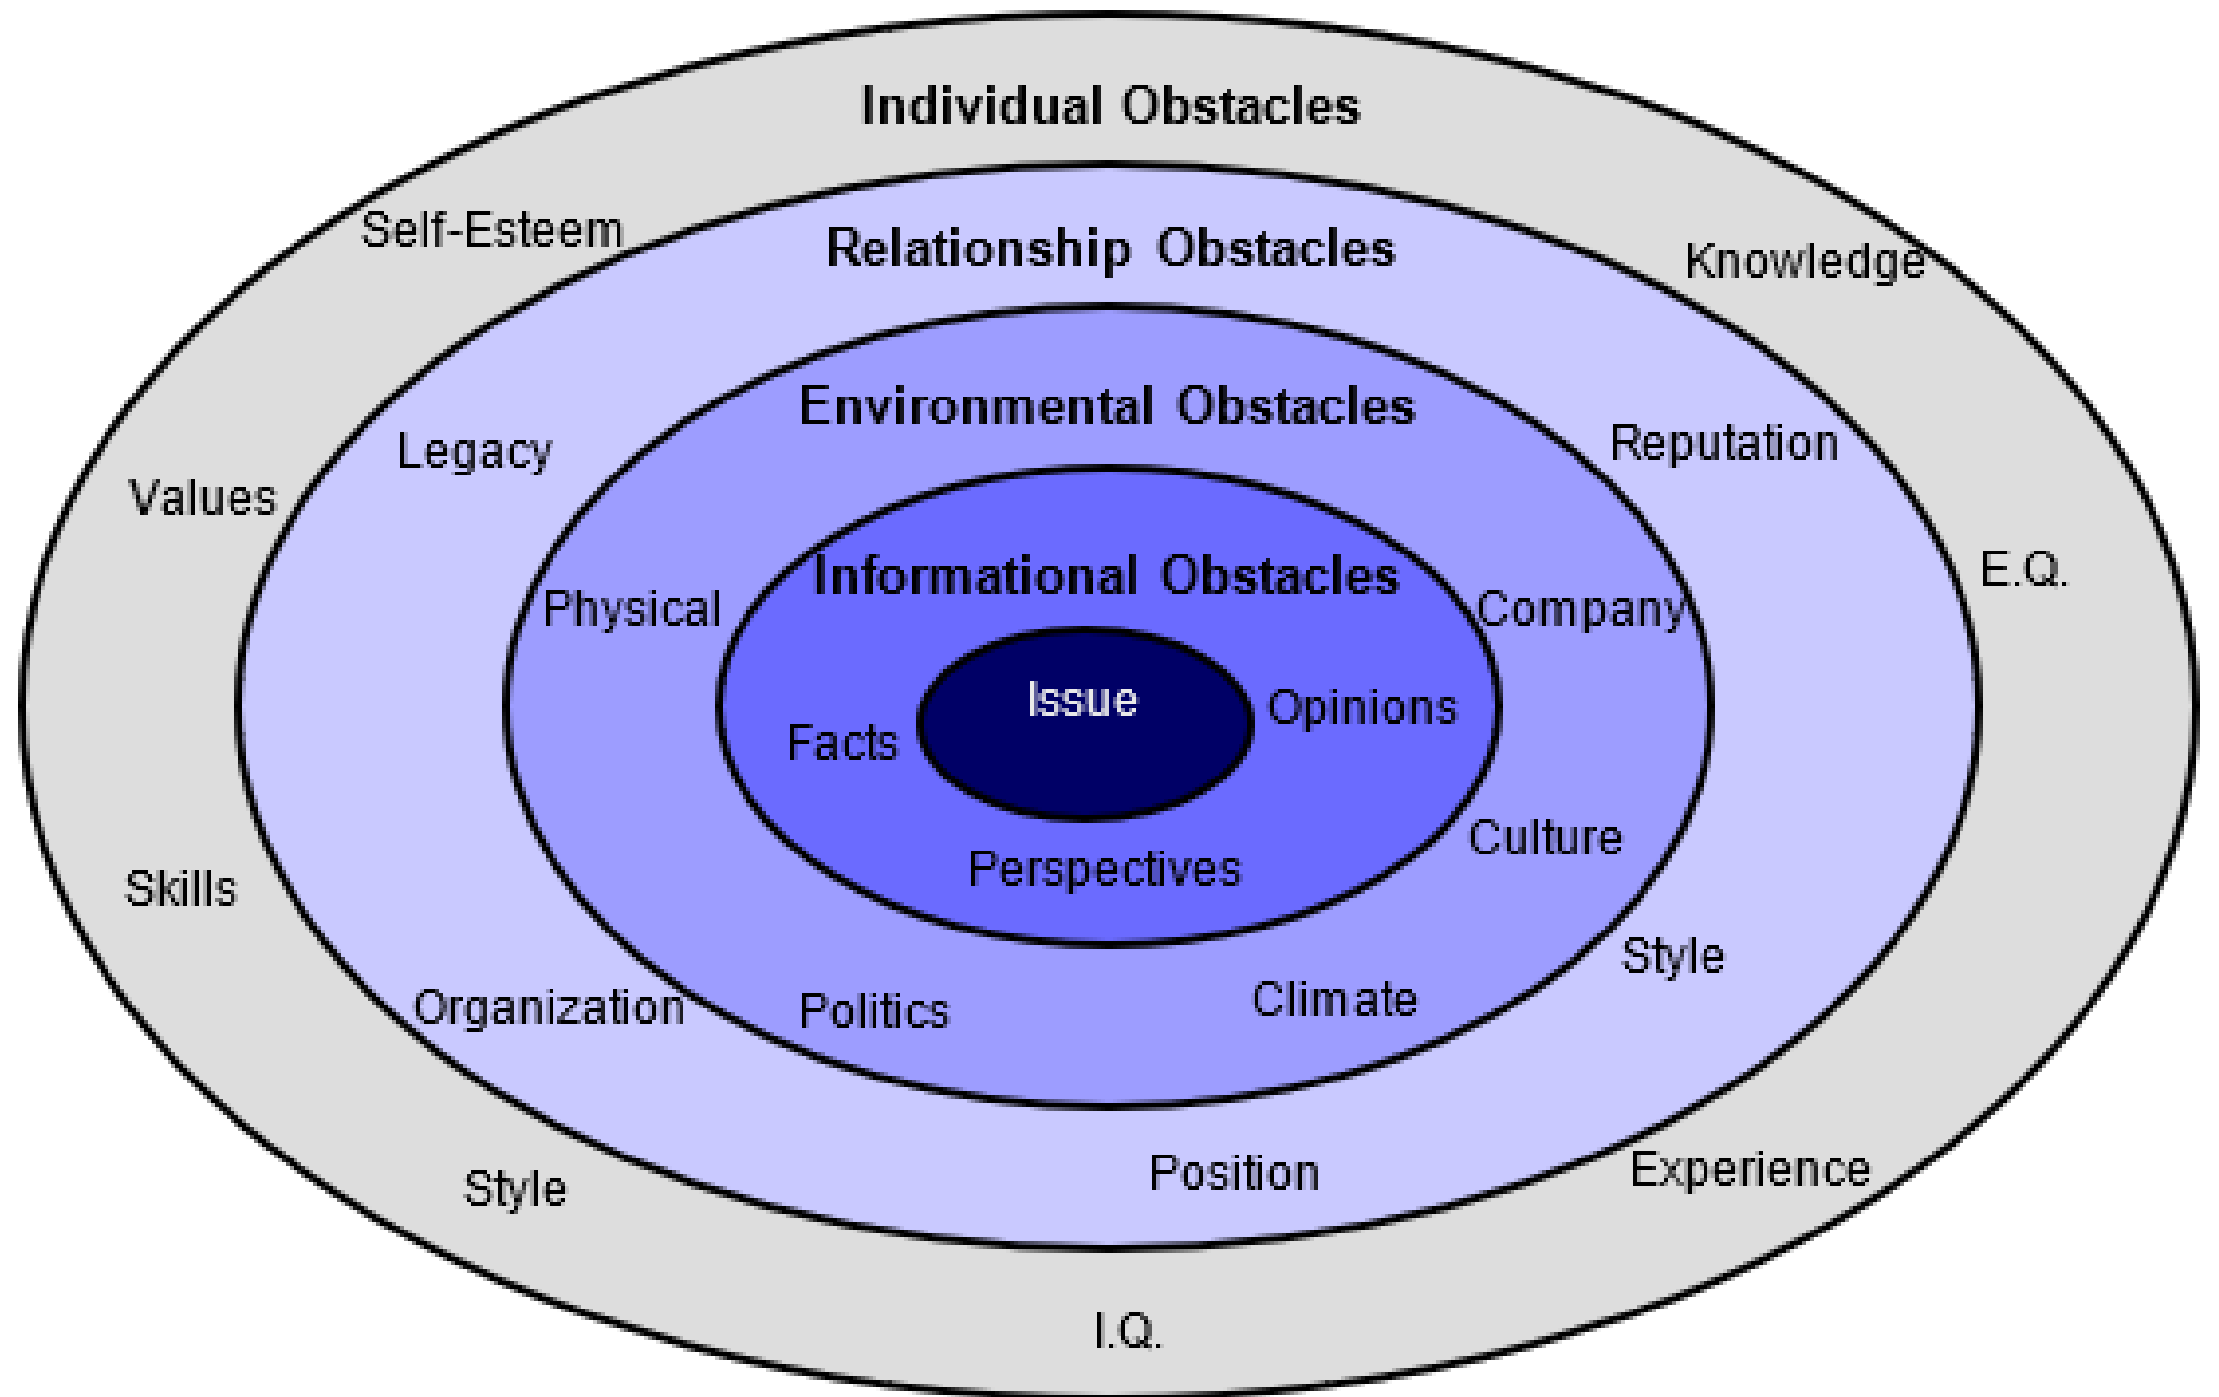 Individual Obstacles
Self-Esteem
Relationship Obstacles
Knowledge
Environmental Obstacles
Legacy
Reputation
Values
Informational Obstacles
E.Q.
Physical
Company
Issue
Opinions
Facts
Culture
Perspectives
Skills
Style
Organization
Politics
Climate
Position
Experience
Style
I.Q.